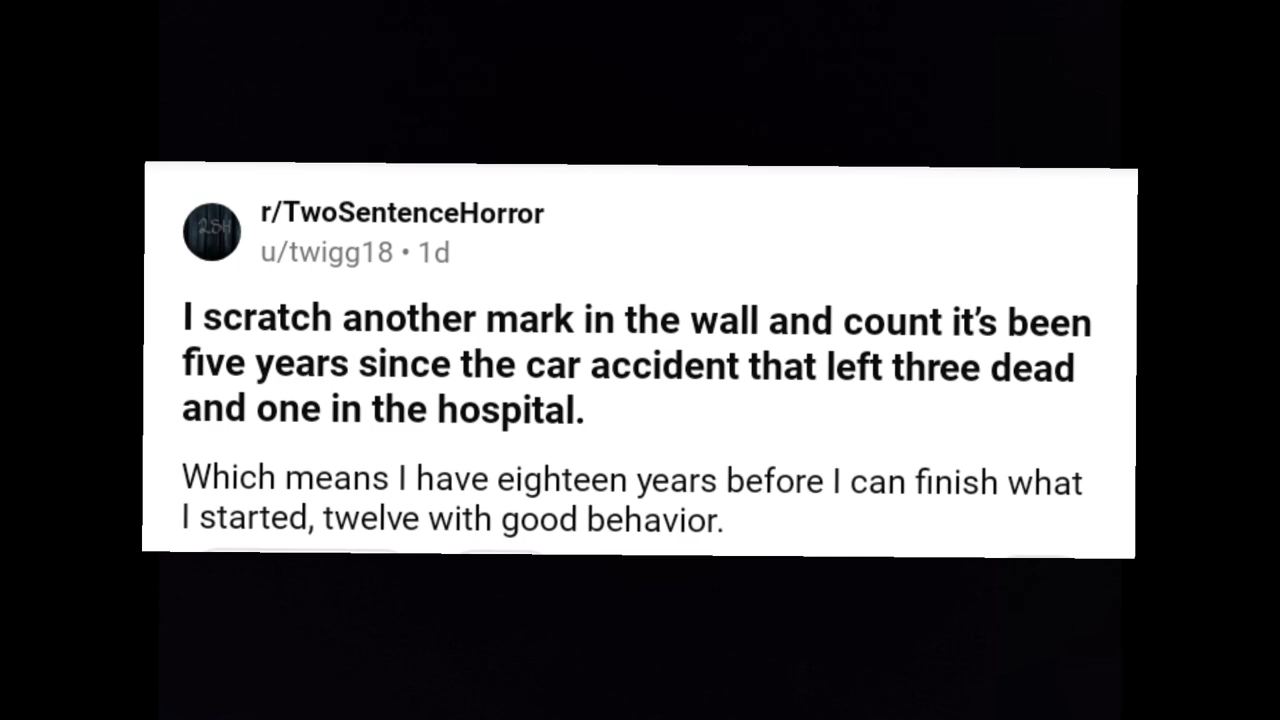 2SH
r/TwoSentenceHorror
u/twigg18 • 1d
I scratch another mark in the wall and count it’s been
five years since the car accident that left three dead
and one in the hospital.
Which means I have eighteen years before I can finish what
I started, twelve with good behavior.